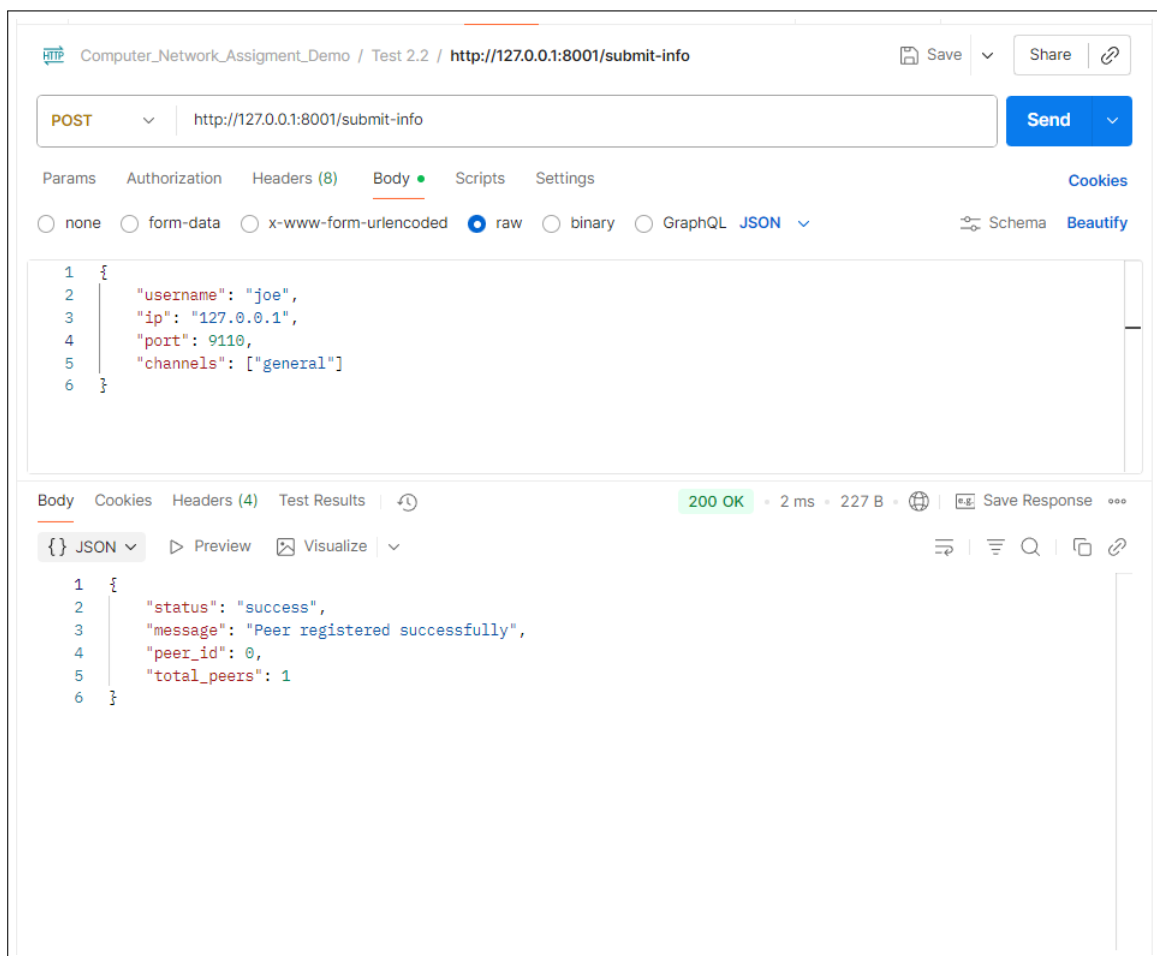 HTTP Computer_Network_Assigment_Demo / Test 2.2 / http://127.0.0.1:8001/submit-info Save Share
POST http://127.0.0.1:8001/submit-info Send
Params Authorization Headers (8) Body Scripts Settings Cookies
none form-data x-www-form-urlencoded raw binary GraphQL JSON Schema Beautify
1 {
2 "username": "joe",
3 "ip": "127.0.0.1",
4 "port": 9110,
5 "channels": ["general"]
6 }
Body Cookies Headers (4) Test Results 200 OK 2 ms 227 B e.g. Save Response
{} JSON Preview Visualize
1 {
2 "status": "success",
3 "message": "Peer registered successfully",
4 "peer_id": 0,
5 "total_peers": 1
6 }